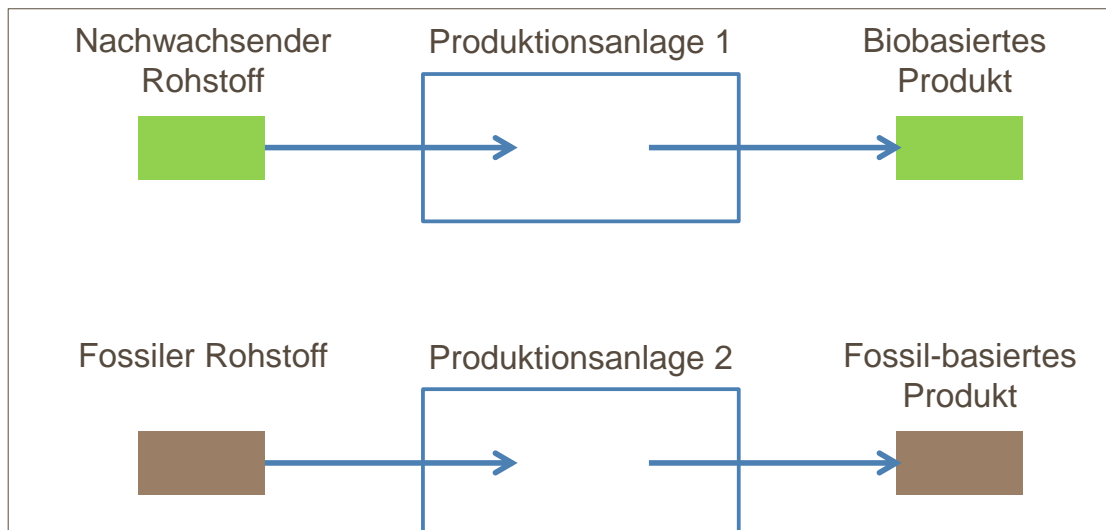 Nachwachsender
Rohstoff
Produktionsanlage 1
Biobasiertes
Produkt
Fossiler Rohstoff
Produktionsanlage 2
Fossil-basiertes
Produkt